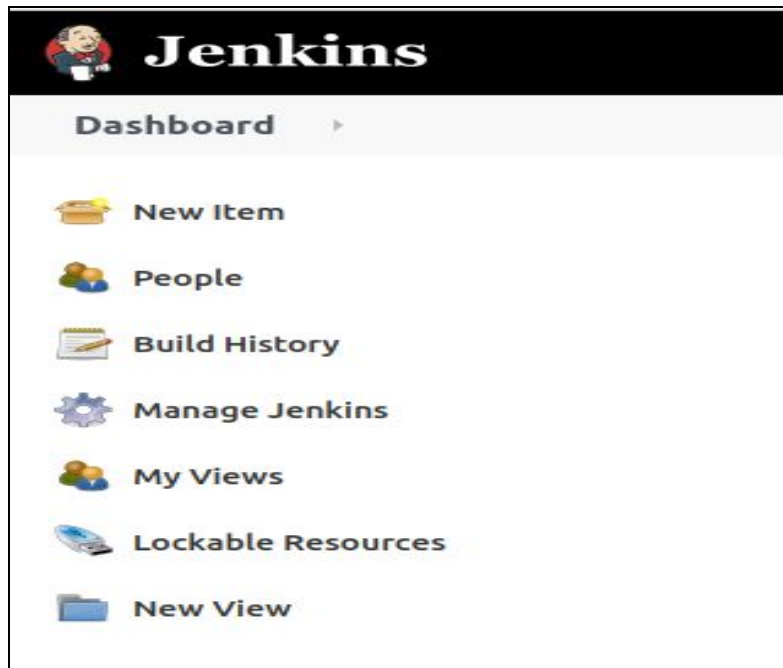 Jenkins
Dashboard
New Item
People
Build History
Manage Jenkins
My Views
Lockable Resources
New View